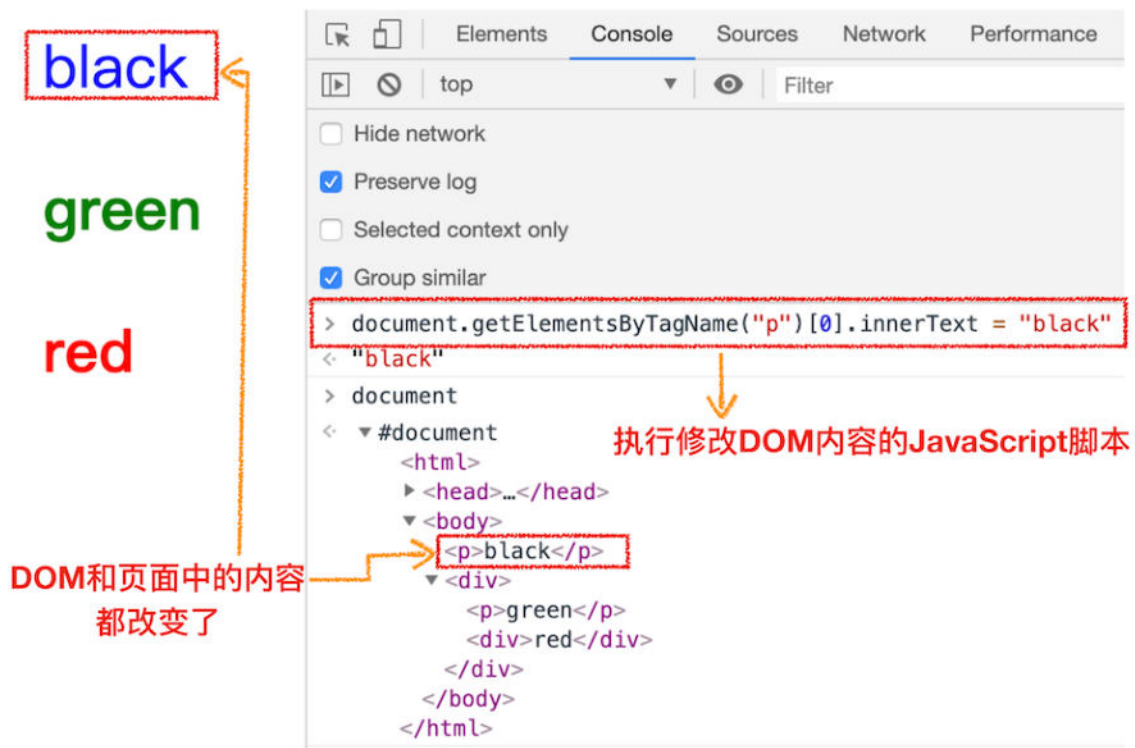 black
green
red
DOM和页面中的内容
都改变了
Elements Console Sources Network Performance
top Filter
Hide network
Preserve log
Selected context only
Group similar
> document.getElementsByTagName("p")[0].innerText = "black"
"black"
> document
执行修改DOM内容的JavaScript脚本
#document
<html>
<head>…</head>
<body>
<p>black</p>
<div>
<p>green</p>
<div>red</div>
</div>
</body>
</html>